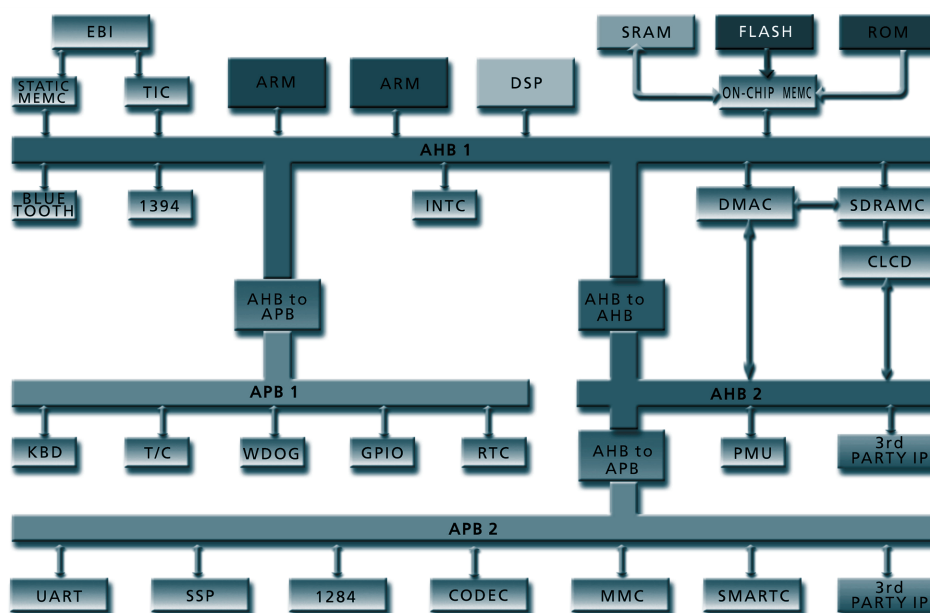 EBI
SRAM
FLASH
ROM
STATIC
MEMC
TIC
ARM
ARM
DSP
ON-CHIP MEMC
AHB 1
BLUE
TOOTH
1394
INTC
DMAC
SDRAMC
CLCD
AHB to
APB
AHB to
AHB
APB 1
AHB 2
KBD
T/C
WDOG
GPIO
RTC
AHB to
APB
PMU
3rd
PARTY IP
APB 2
UART
SSP
1284
CODEC
MMC
SMARTC
3rd
PARTY IP